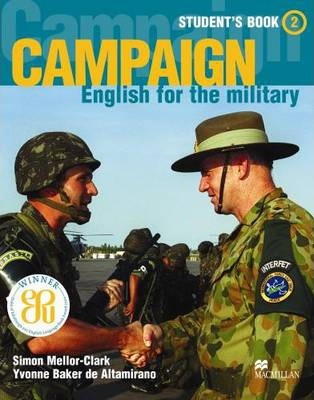 Campaign
STUDENT'S BOOK 2
CAMPAIGN
English for the military
INTERFET
WINNER
Simon Mellor-Clark
Yvonne Baker de Altamirano
MACMILLAN